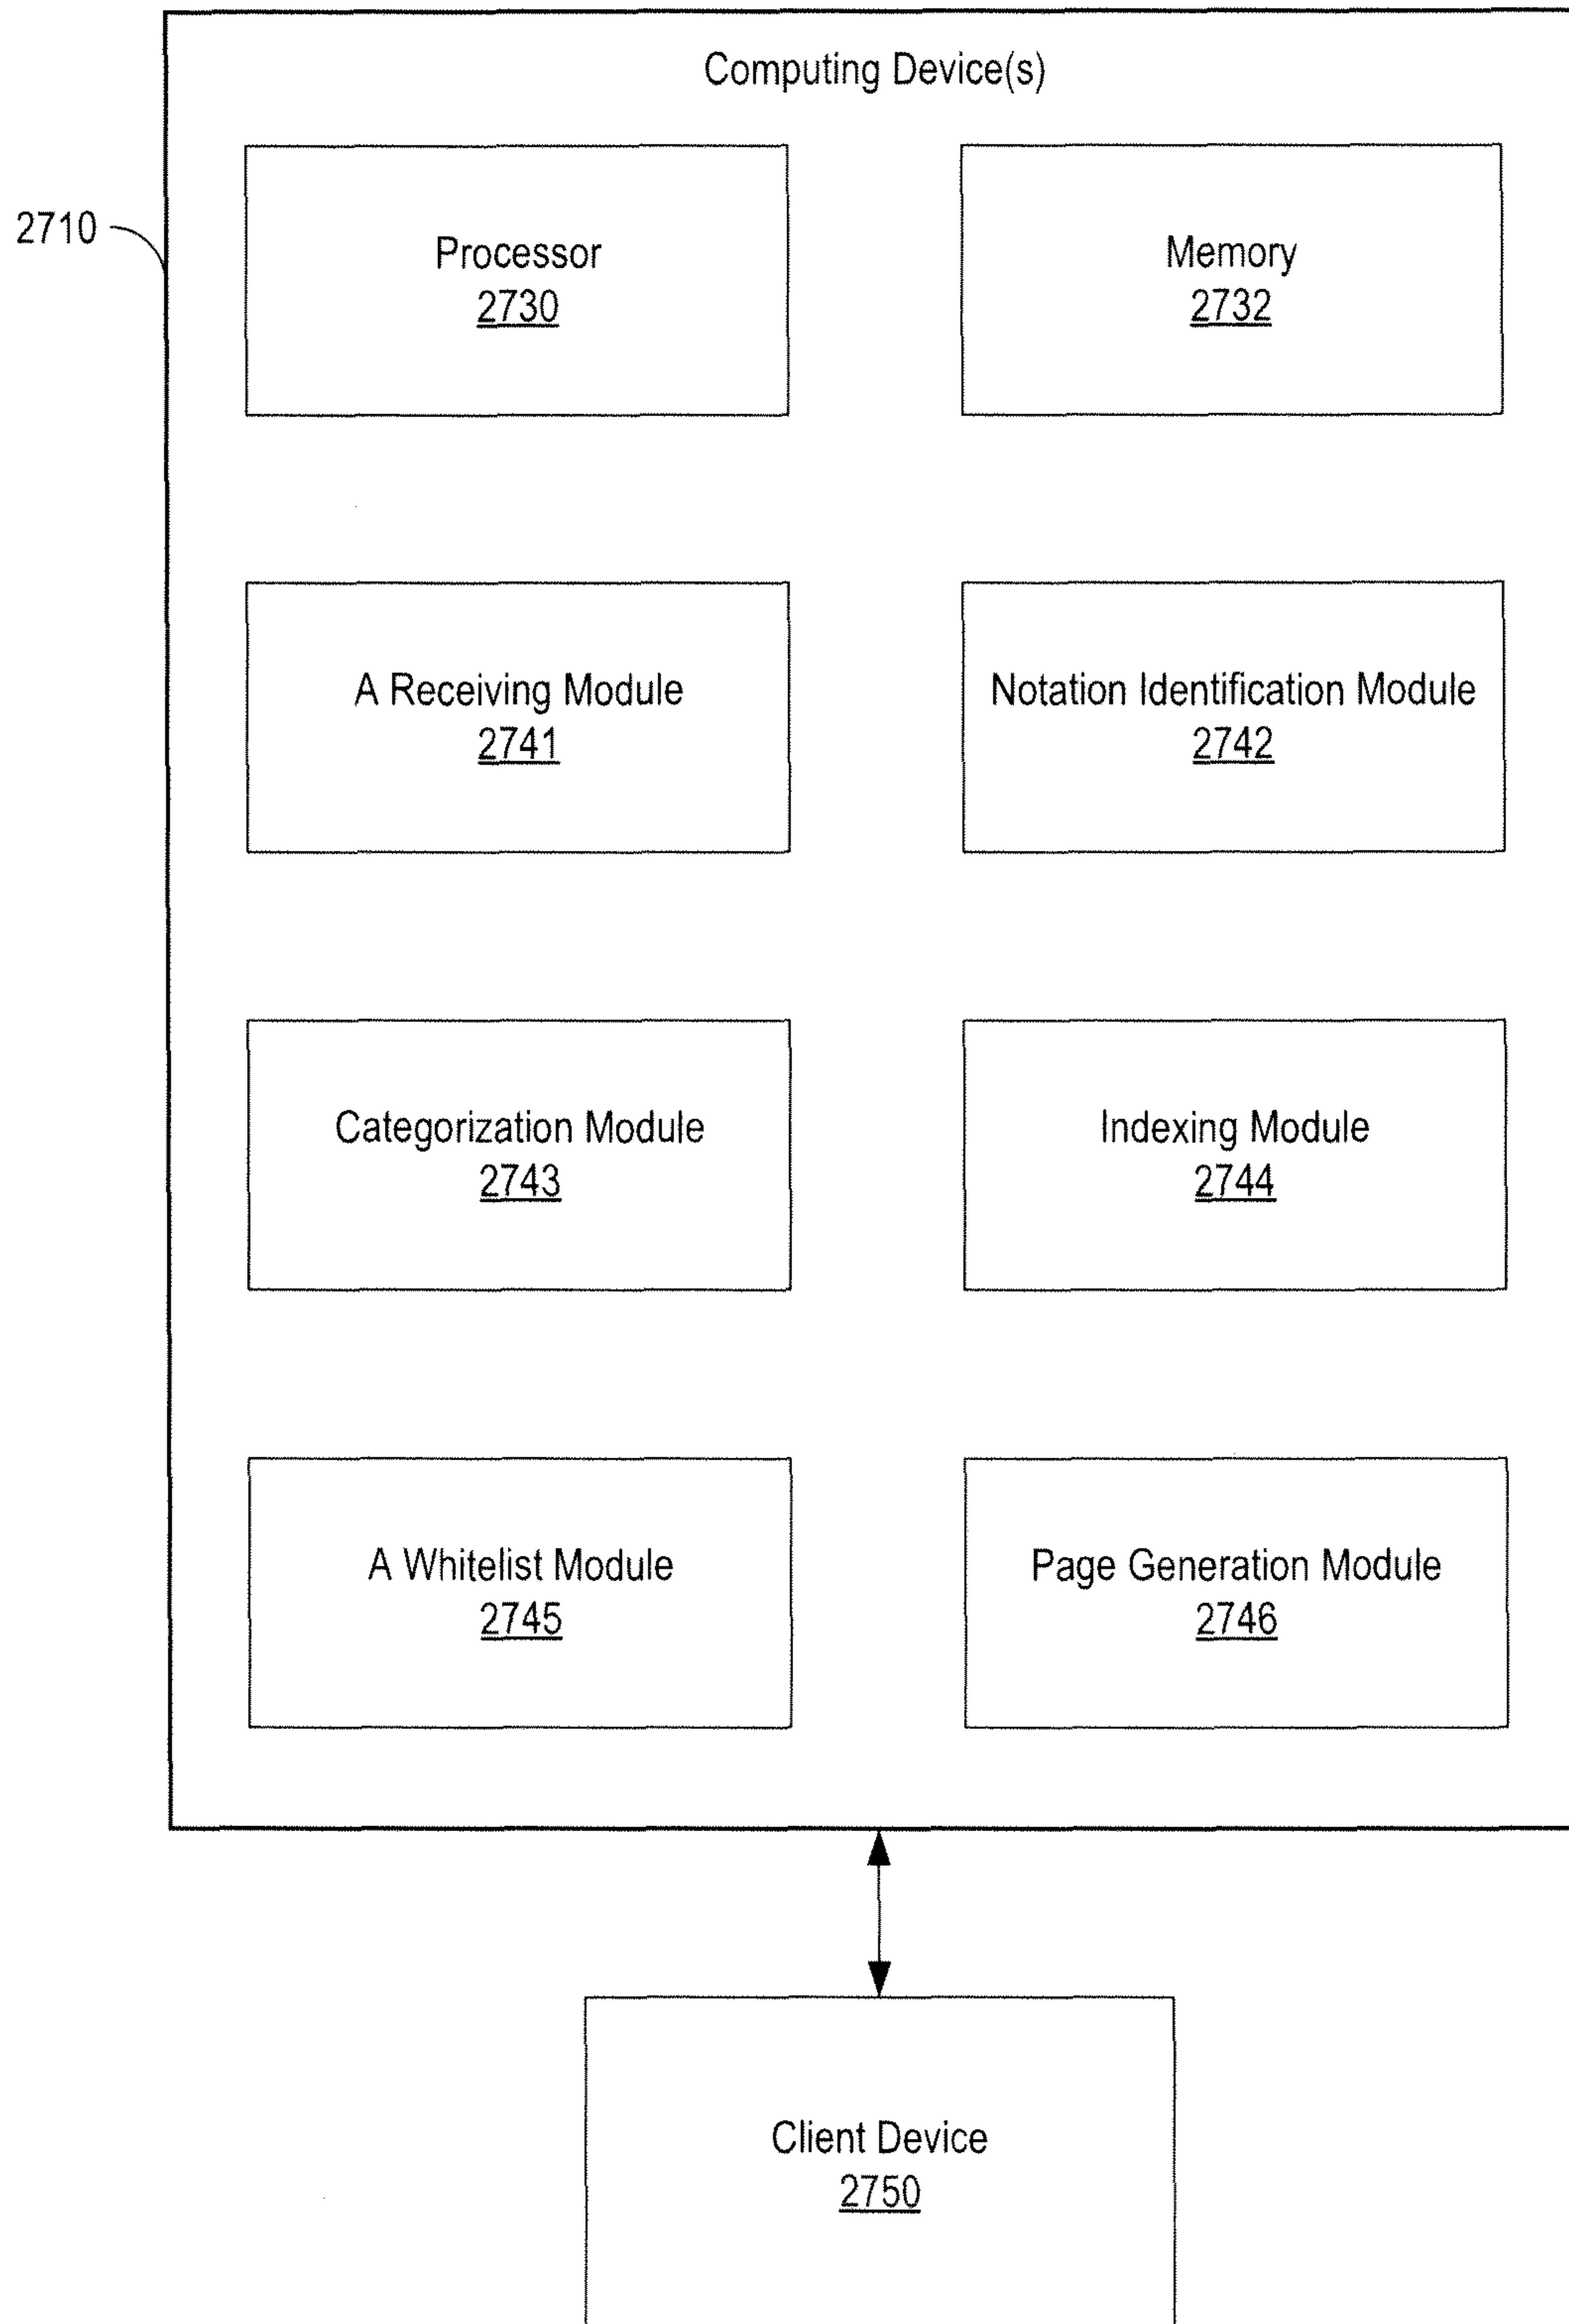 Computing Device(s)
2710
Processor
2730
Memory
2732
A Receiving Module
2741
Notation Identification Module
2742
Categorization Module
2743
Indexing Module
2744
A Whitelist Module
2745
Page Generation Module
2746
Client Device
2750